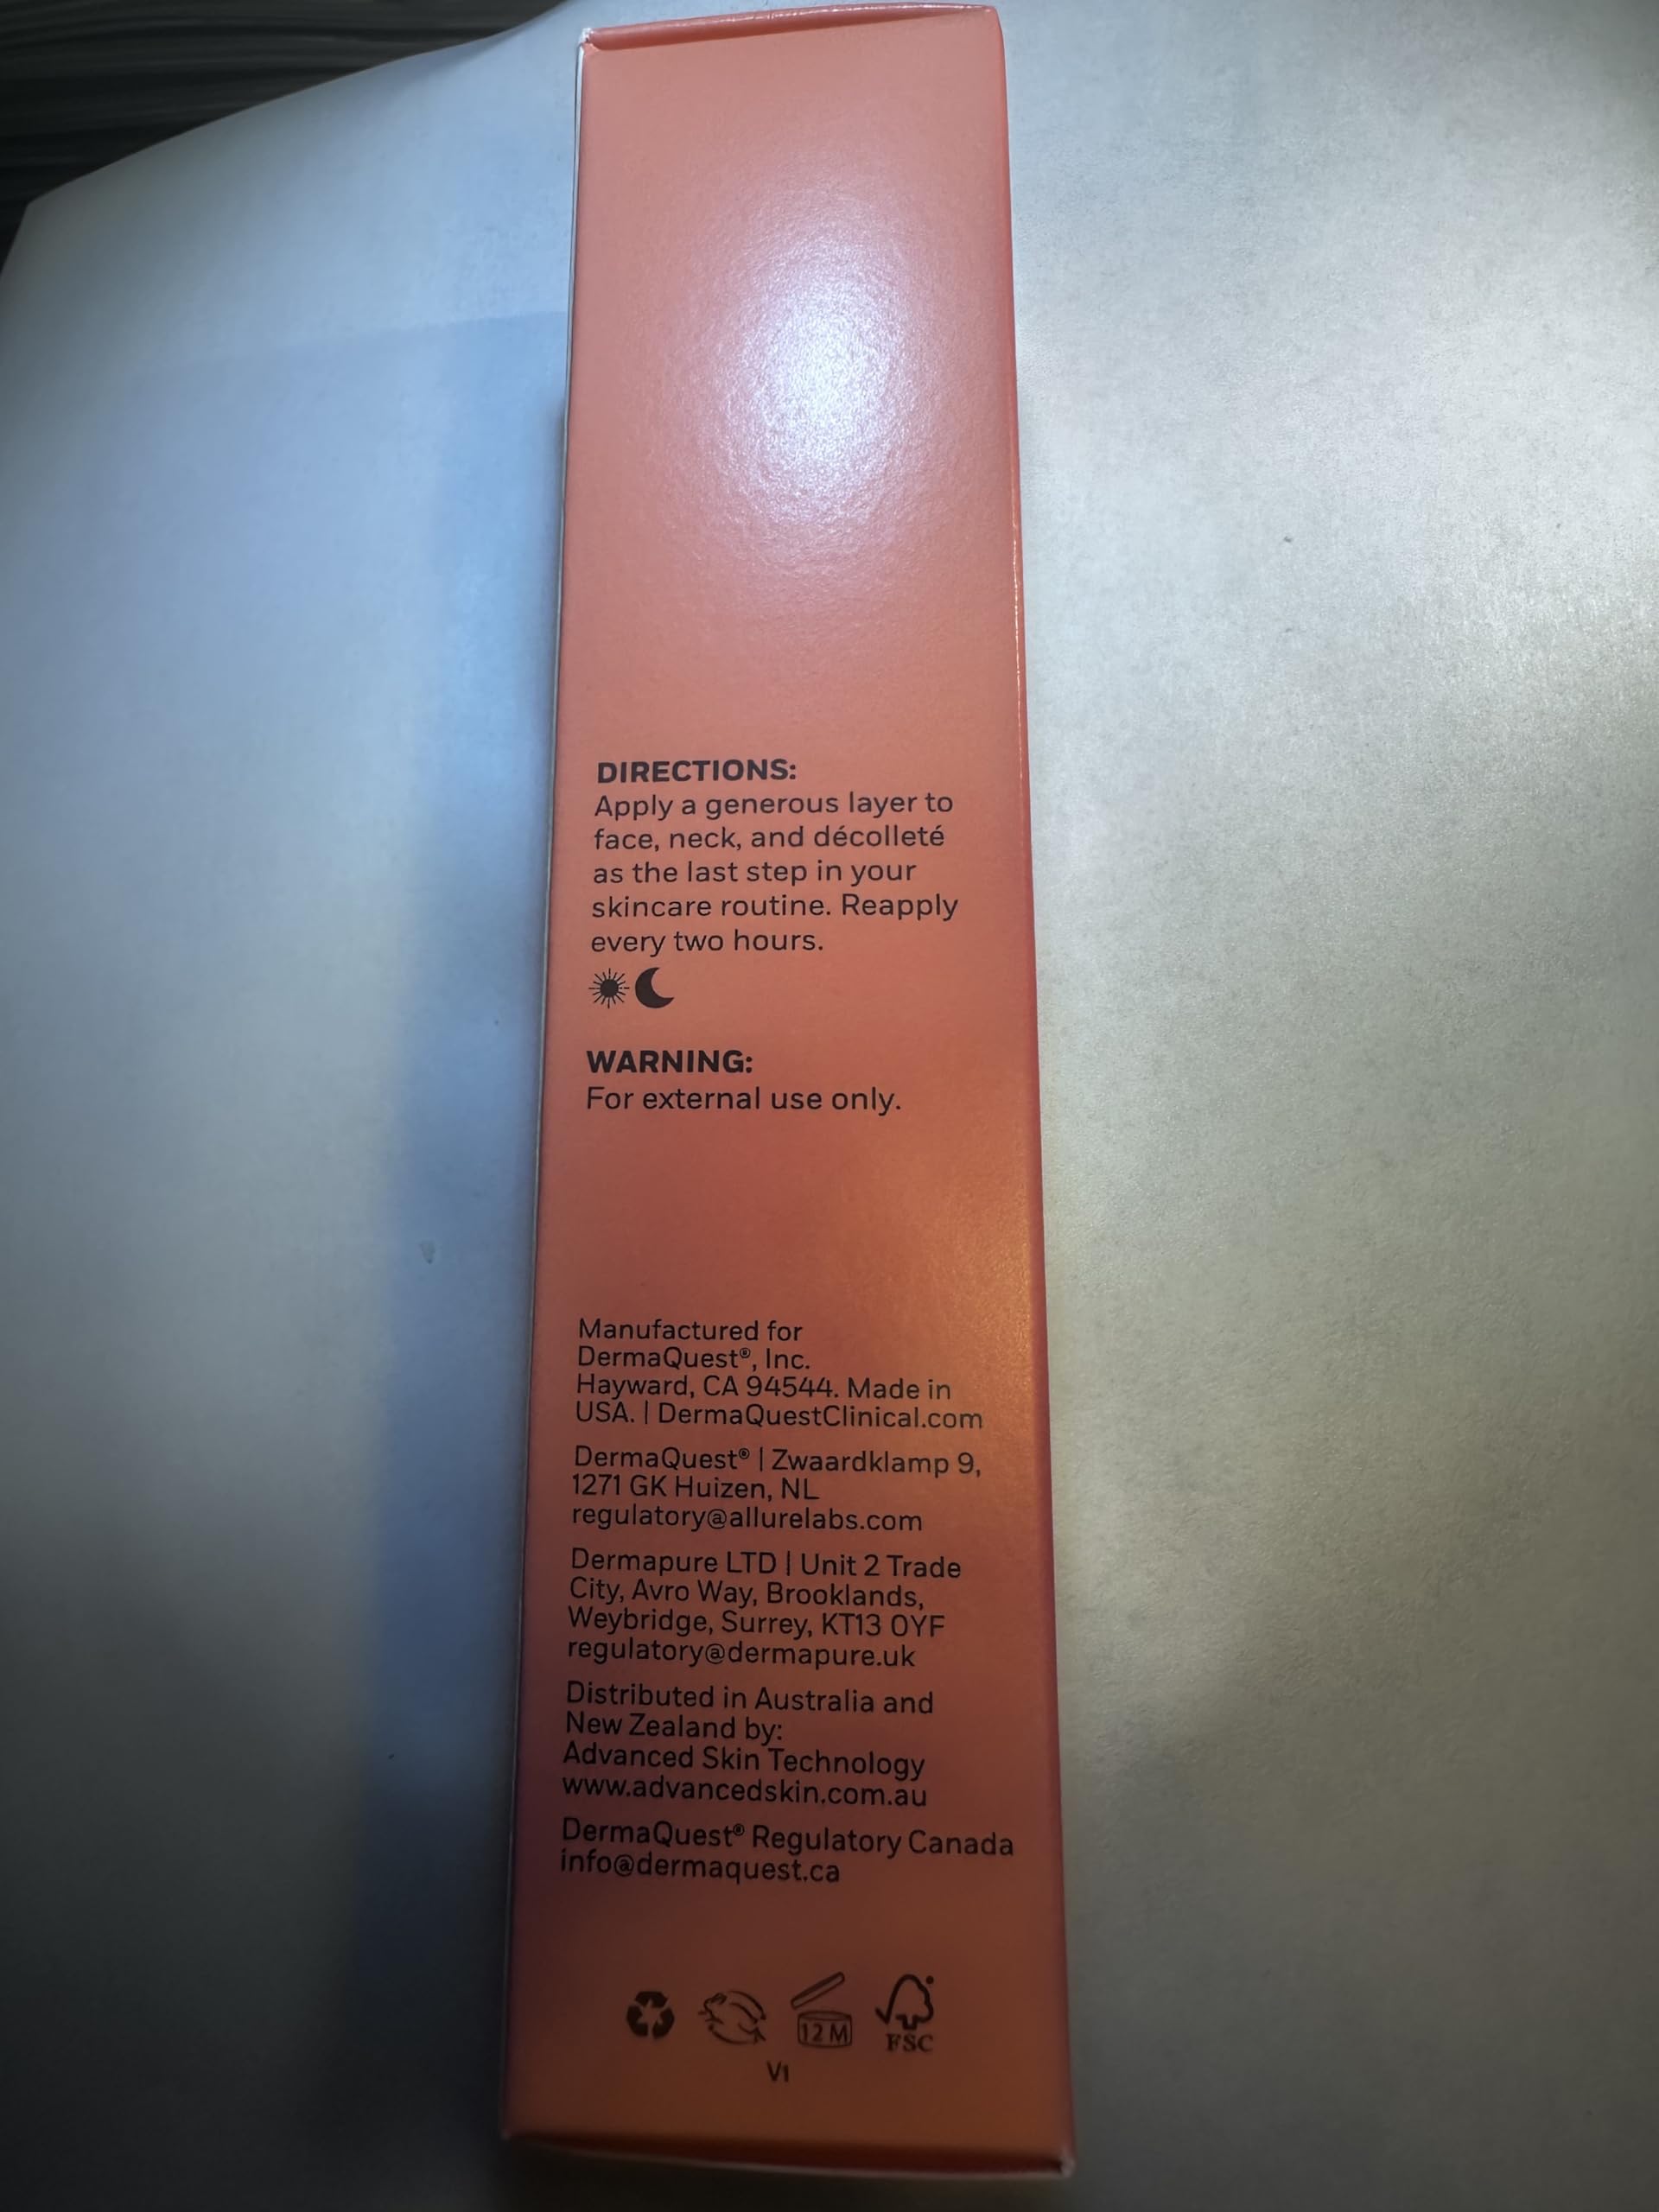 DIRECTIONS:
Apply a generous layer to
face, neck, and décolleté
as the last step in your
skincare routine. Reapply
every two hours.
WARNING:
For external use only.
Manufactured for
DermaQuest®, Inc.
Hayward, CA 94544. Made in
USA. | DermaQuestClinical.com
DermaQuest® | Zwaardklamp 9,
1271 GK Huizen, NL
regulatory@allurelabs.com
Dermapure LTD | Unit 2 Trade
City, Avro Way, Brooklands,
Weybridge, Surrey, KT13 0YF
regulatory@dermapure.uk
Distributed in Australia and
New Zealand by:
Advanced Skin Technology
www.advancedskin.com.au
DermaQuest® Regulatory Canada
info@dermaquest.ca
12 M
FSC
V1